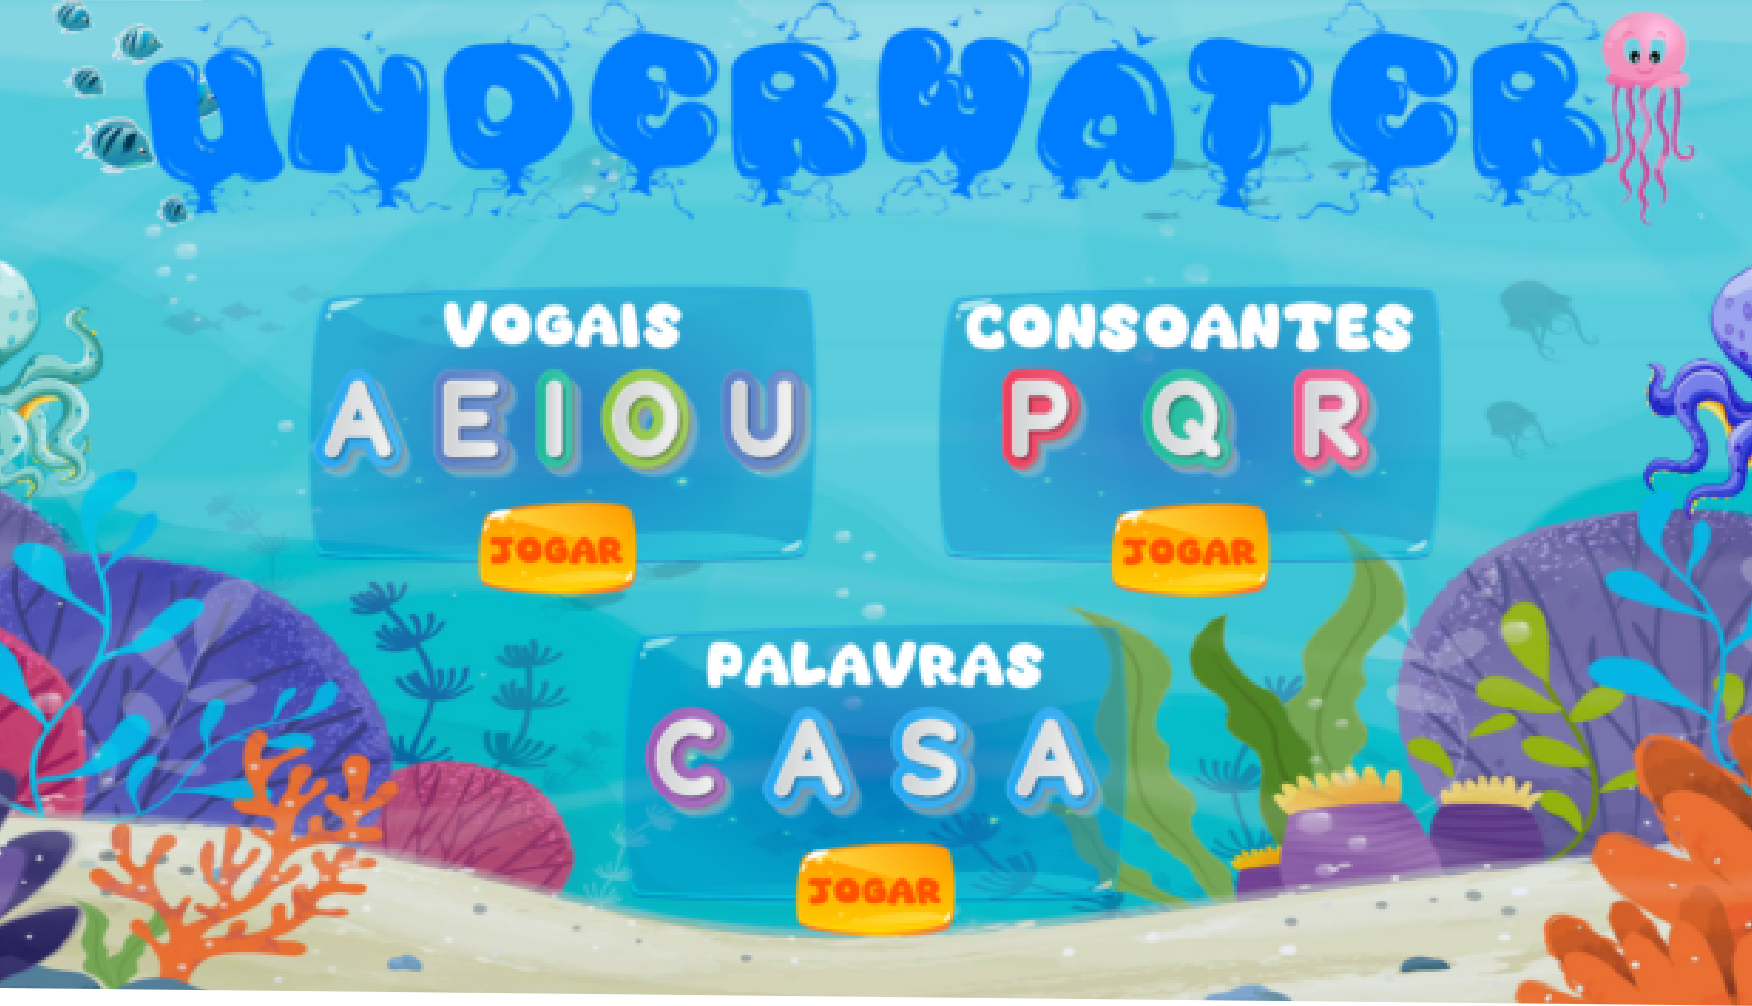 UNDERWATER
VOGAIS
A E I O U
JOGAR
CONSOANTES
P Q R
JOGAR
PALAVRAS
C A S A
JOGAR